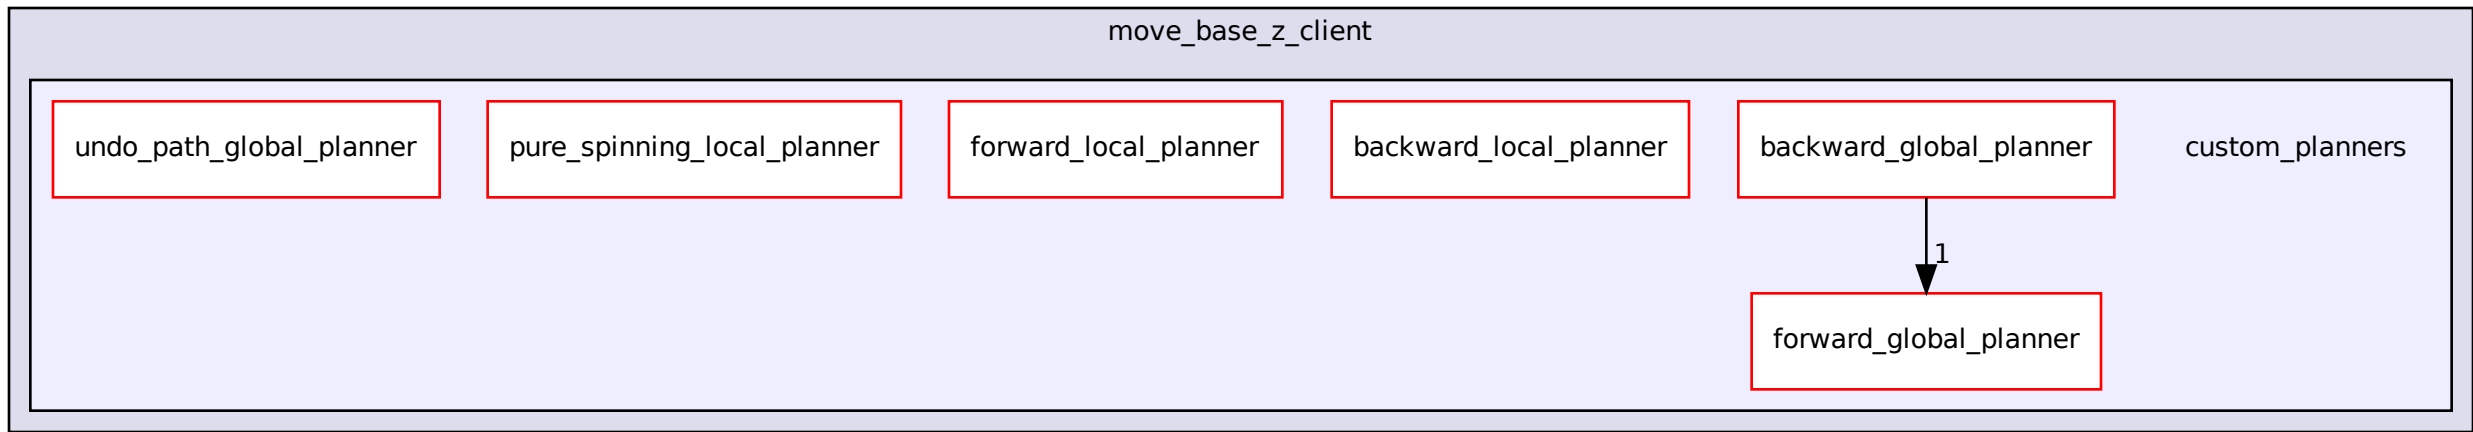 move_base_z_client
undo_path_global_planner
pure_spinning_local_planner
forward_local_planner
backward_local_planner
backward_global_planner
custom_planners
1
forward_global_planner